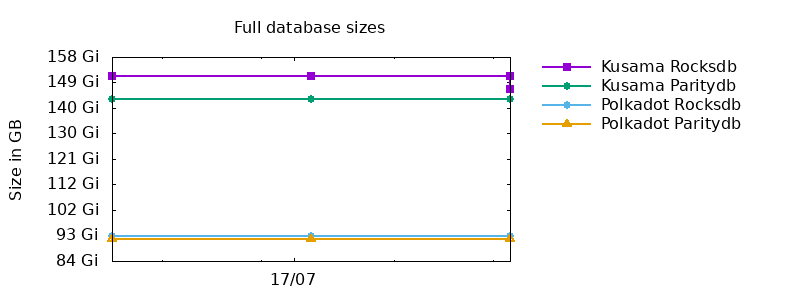 Full database sizes
Size in GB
158 Gi
149 Gi
140 Gi
130 Gi
121 Gi
112 Gi
102 Gi
93 Gi
84 Gi
17/07
Kusama Rocksdb
Kusama Paritydb
Polkadot Rocksdb
Polkadot Paritydb